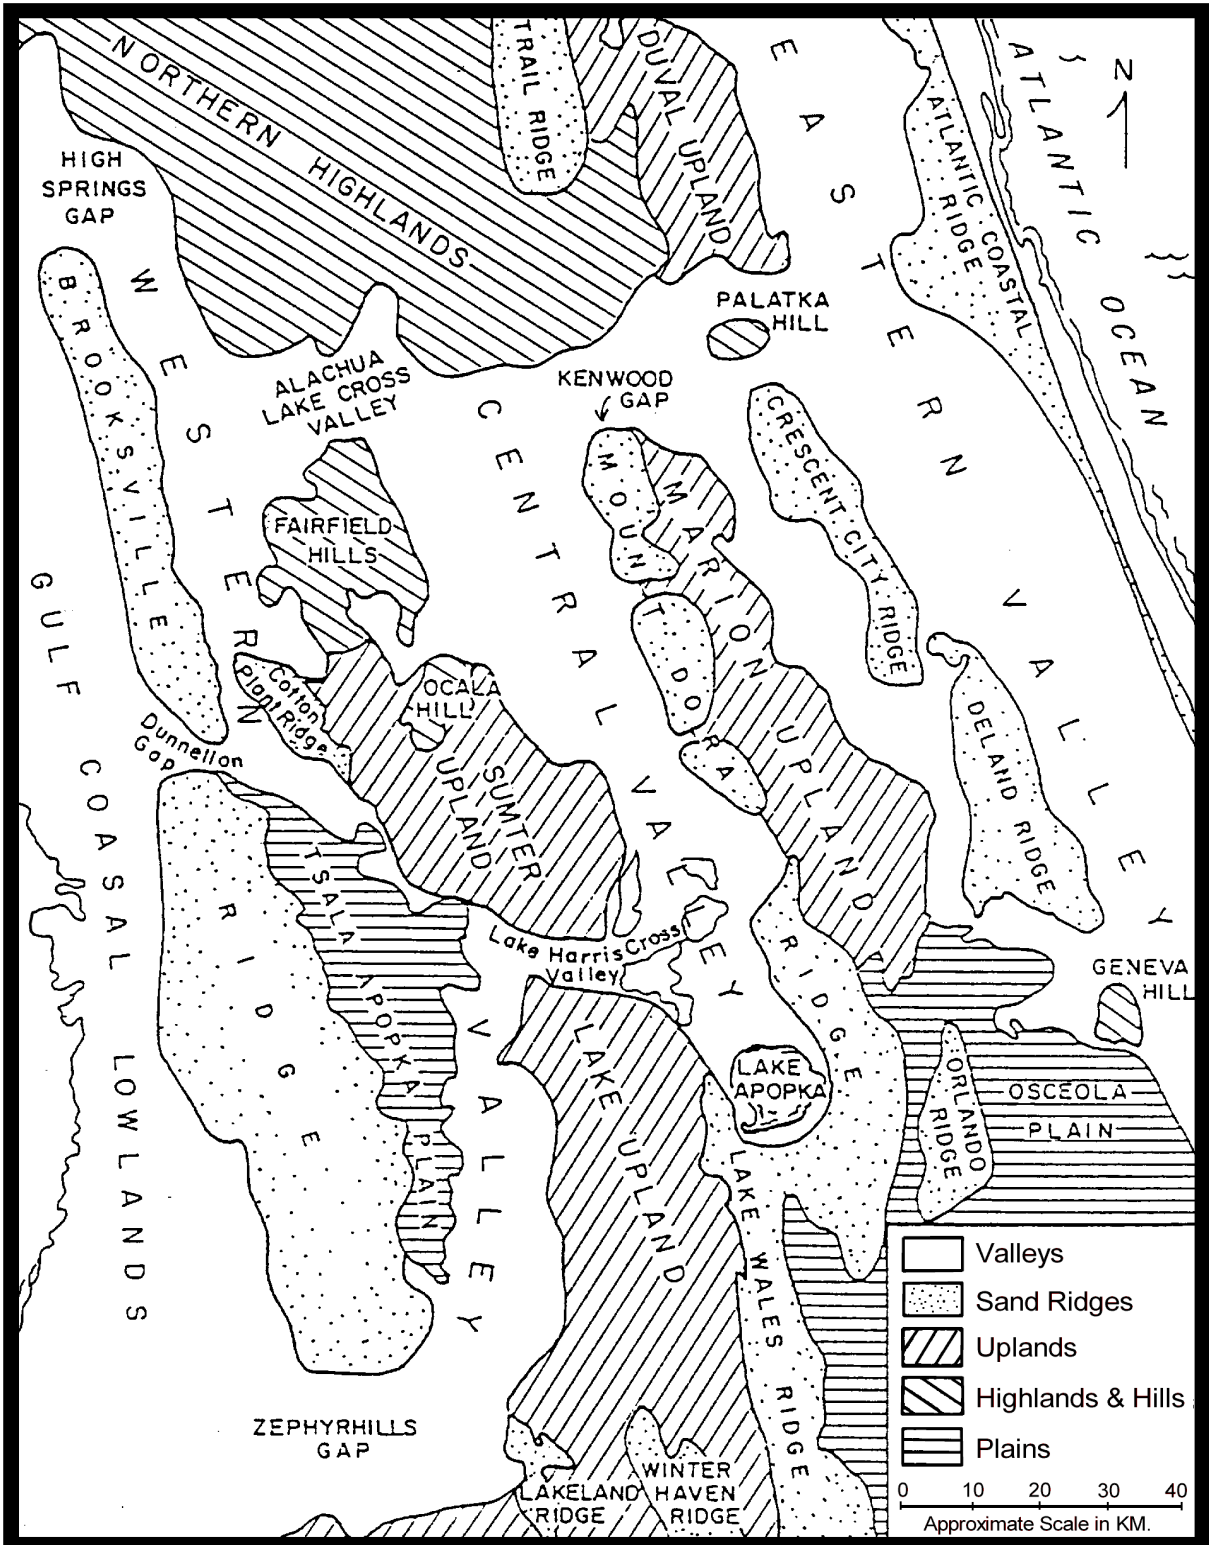 NORTHERN HIGHLANDS
TRAIL RIDGE
DUVAL UPLAND
EASTERN VALLEY
ATLANTIC COASTAL
RIDGE
ATLANTIC OCEAN
N
HIGH
SPRINGS
GAP
BROOKSVILLE RIDGE
WESTERN VALLEY
PALATKA
HILL
ALACHUA
LAKE CROSS
VALLEY
KENWOOD
GAP
CENTRAL VALLEY
CRESCENT CITY RIDGE
MOUNT DORA RIDGE
MARION UPLAND
FAIRFIELD
HILLS
GULF COASAL LOWLANDS
Cotton
Plant Ridge
OCALA
HILL
Dunnellon
Gap
SUMTER
UPLAND
DELAND RIDGE
TSALA APOPKA PLAIN
Lake Harris Cross
Valley
GENEVA
HILL
LAKE UPLAND
LAKE
APOPKA
ORLANDO
RIDGE
OSCEOLA
PLAIN
LAKE WALES RIDGE
ZEPHYRHILLS
GAP
LAKELAND
RIDGE
WINTER
HAVEN
RIDGE
Valleys
Sand Ridges
Uplands
Highlands & Hills
Plains
0 10 20 30 40
Approximate Scale in KM.